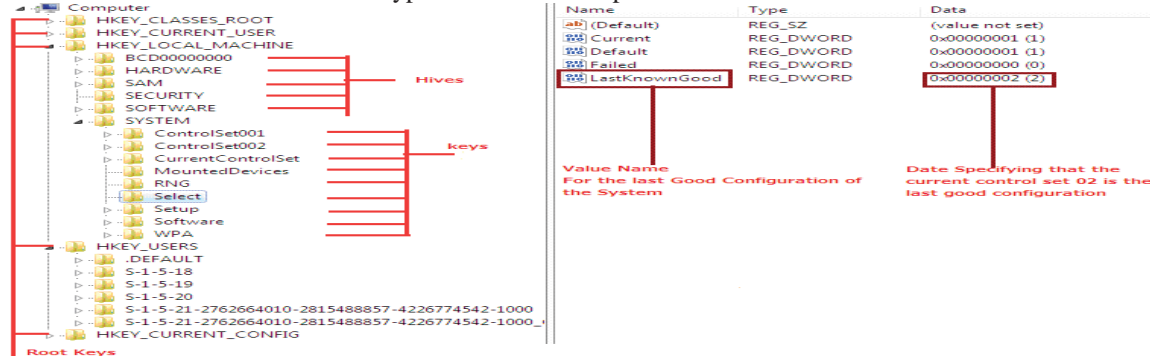 Computer
HKEY_CLASSES_ROOT
HKEY_CURRENT_USER
HKEY_LOCAL_MACHINE
BCD00000000
HARDWARE
SAM
SECURITY
SOFTWARE
Hives
SYSTEM
ControlSet001
ControlSet002
CurrentControlSet
MountedDevices
RNG
Select
Setup
Software
WPA
keys
HKEY_USERS
.DEFAULT
S-1-5-18
S-1-5-19
S-1-5-20
S-1-5-21-2762664010-2815488857-4226774542-1000
S-1-5-21-2762664010-2815488857-4226774542-1000_
HKEY_CURRENT_CONFIG
Root Keys
Name Type Data
(Default) REG_SZ (value not set)
Current REG_DWORD 0x00000001 (1)
Default REG_DWORD 0x00000001 (1)
Failed REG_DWORD 0x00000000 (0)
LastKnownGood REG_DWORD 0x00000002 (2)
Value Name
For the last Good Configuration of
the System
Date Specifying that the
current control set 02 is the
last good configuration